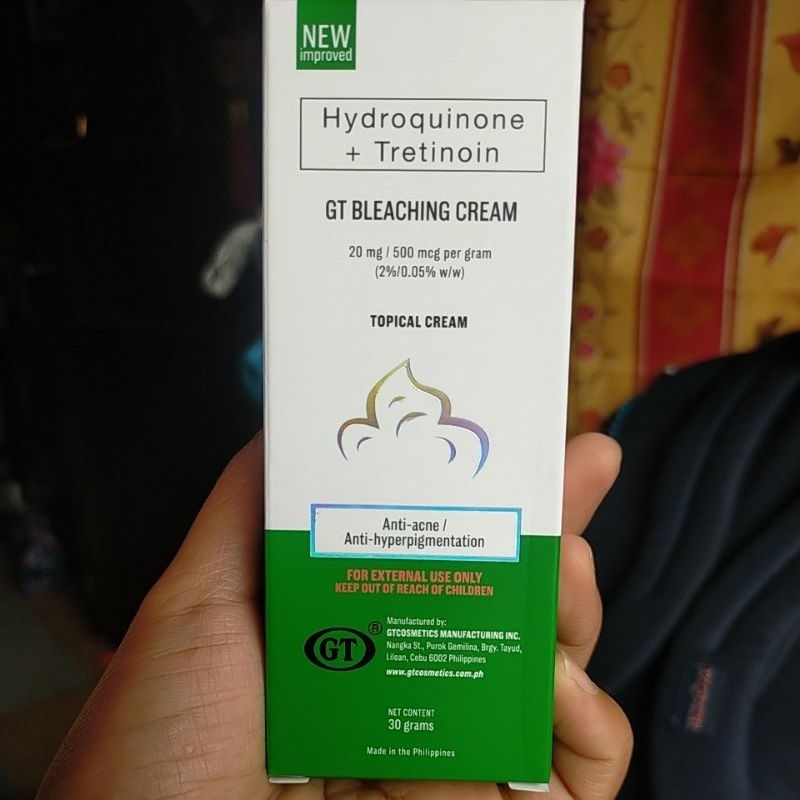 NEW
improved
Hydroquinone
+ Tretinoin
GT BLEACHING CREAM
20 mg / 500 mcg per gram
(2%/0.05% w/w)
TOPICAL CREAM
Anti-acne /
Anti-hyperpigmentation
FOR EXTERNAL USE ONLY
KEEP OUT OF REACH OF CHILDREN
GT®
Manufactured by:
GTCOSMETICS MANUFACTURING INC.
Nangka St., Purok Gemilina, Brgy. Tayud,
Liloan, Cebu 6002 Philippines
www.gtcosmetics.com.ph
NET CONTENT
30 grams
Made in the Philippines